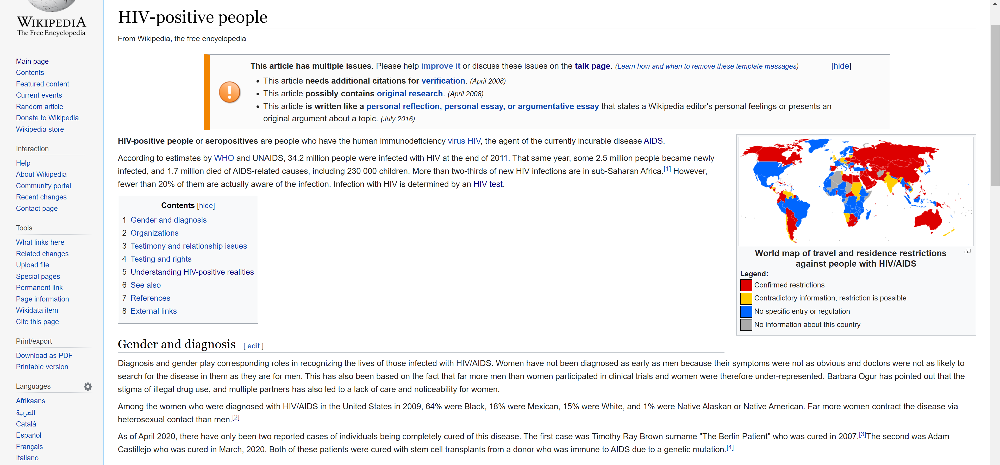 WIKIPEDIA
The Free Encyclopedia
Main page
Contents
Featured content
Current events
Random article
Donate to Wikipedia
Wikipedia store
Interaction
Help
About Wikipedia
Community portal
Recent changes
Contact page
Tools
What links here
Related changes
Upload file
Special pages
Permanent link
Page information
Wikidata item
Cite this page
Print/export
Download as PDF
Printable version
Languages
Afrikaans
العربية
Català
Español
Français
Italiano
HIV-positive people
From Wikipedia, the free encyclopedia
This article has multiple issues. Please help improve it or discuss these issues on the talk page. (Learn how and when to remove these template messages) [hide]
• This article needs additional citations for verification. (April 2008)
• This article possibly contains original research. (April 2008)
• This article is written like a personal reflection, personal essay, or argumentative essay that states a Wikipedia editor's personal feelings or presents an
original argument about a topic. (July 2016)
HIV-positive people or seropositives are people who have the human immunodeficiency virus HIV, the agent of the currently incurable disease AIDS.
According to estimates by WHO and UNAIDS, 34.2 million people were infected with HIV at the end of 2011. That same year, some 2.5 million people became newly
infected, and 1.7 million died of AIDS-related causes, including 230 000 children. More than two-thirds of new HIV infections are in sub-Saharan Africa.[1] However,
fewer than 20% of them are actually aware of the infection. Infection with HIV is determined by an HIV test.
World map of travel and residence restrictions
against people with HIV/AIDS
Legend:
Confirmed restrictions
Contradictory information, restriction is possible
No specific entry or regulation
No information about this country
Contents [hide]
1 Gender and diagnosis
2 Organizations
3 Testimony and relationship issues
4 Testing and rights
5 Understanding HIV-positive realities
6 See also
7 References
8 External links
Gender and diagnosis [ edit ]
Diagnosis and gender play corresponding roles in recognizing the lives of those infected with HIV/AIDS. Women have not been diagnosed as early as men because their symptoms were not as obvious and doctors were not as likely to
search for the disease in them as they are for men. This has also been based on the fact that far more men than women participated in clinical trials and women were therefore under-represented. Barbara Ogur has pointed out that the
stigma of illegal drug use, and multiple partners has also led to a lack of care and noticeability for women.
Among the women who were diagnosed with HIV/AIDS in the United States in 2009, 64% were Black, 18% were Mexican, 15% were White, and 1% were Native Alaskan or Native American. Far more women contract the disease via
heterosexual contact than men.[2]
As of April 2020, there have only been two reported cases of individuals being completely cured of this disease. The first case was Timothy Ray Brown surname "The Berlin Patient" who was cured in 2007.[3]The second was Adam
Castillejo who was cured in March, 2020. Both of these patients were cured with stem cell transplants from a donor who was immune to AIDS due to a genetic mutation.[4]